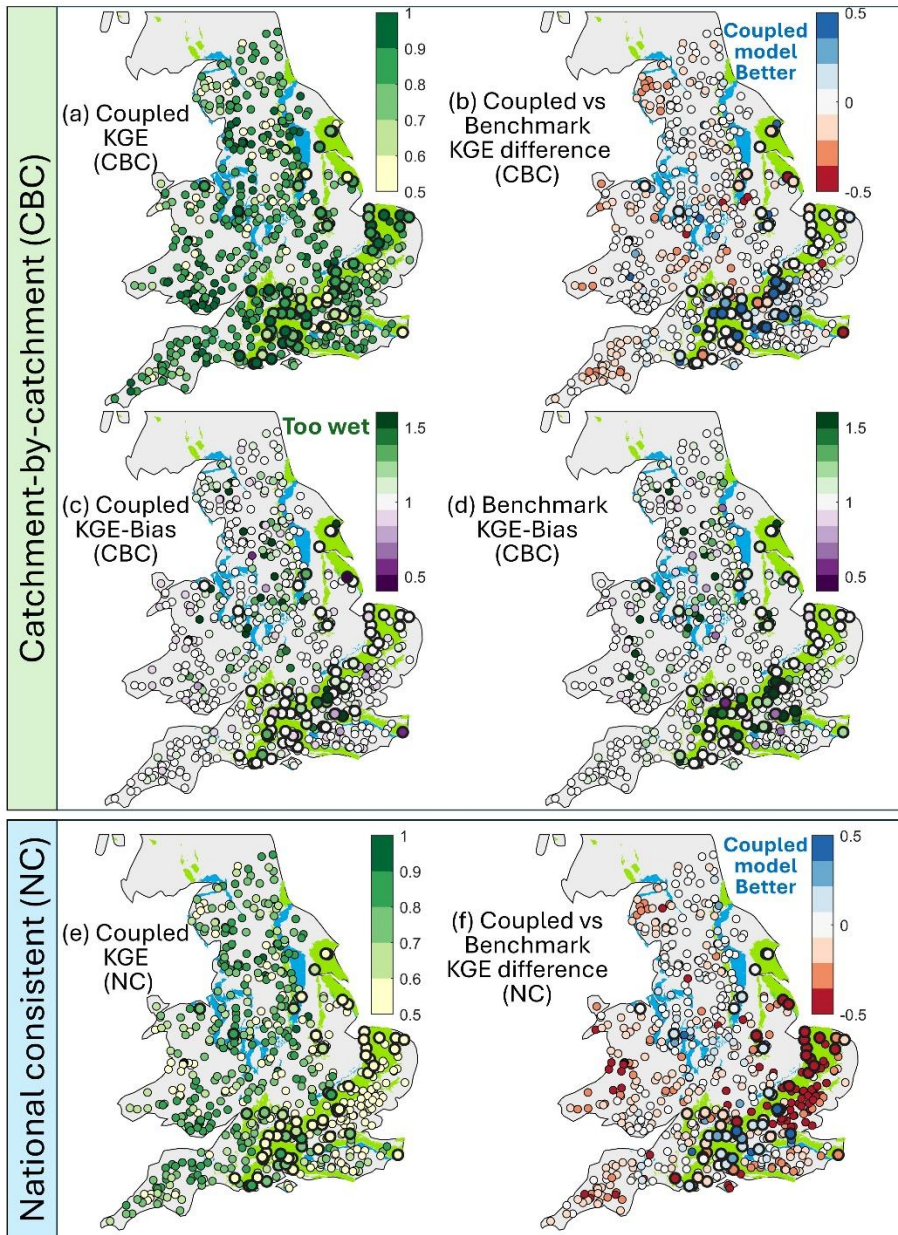 Catchment-by-catchment (CBC)
(a) Coupled
KGE
(CBC)
1
0.9
0.8
0.7
0.6
0.5
(b) Coupled vs
Benchmark
KGE difference
(CBC)
Coupled
model
Better
0.5
0
-0.5
(c) Coupled
KGE-Bias
(CBC)
Too wet
1.5
1
0.5
(d) Benchmark
KGE-Bias
(CBC)
1.5
1
0.5
National consistent (NC)
(e) Coupled
KGE
(NC)
1
0.9
0.8
0.7
0.6
0.5
(f) Coupled vs
Benchmark
KGE difference
(NC)
Coupled
model
Better
0.5
0
-0.5